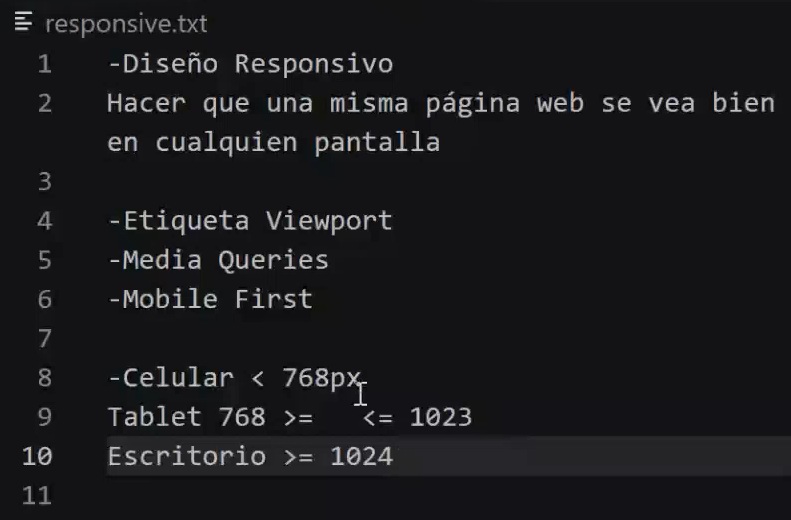 responsive.txt
1 -Diseño Responsivo
2 Hacer que una misma página web se vea bien
en cualquien pantalla
3
4 -Etiqueta Viewport
5 -Media Queries
6 -Mobile First
7
8 -Celular < 768px
9 Tablet 768 >=   <= 1023
10 Escritorio >= 1024
11